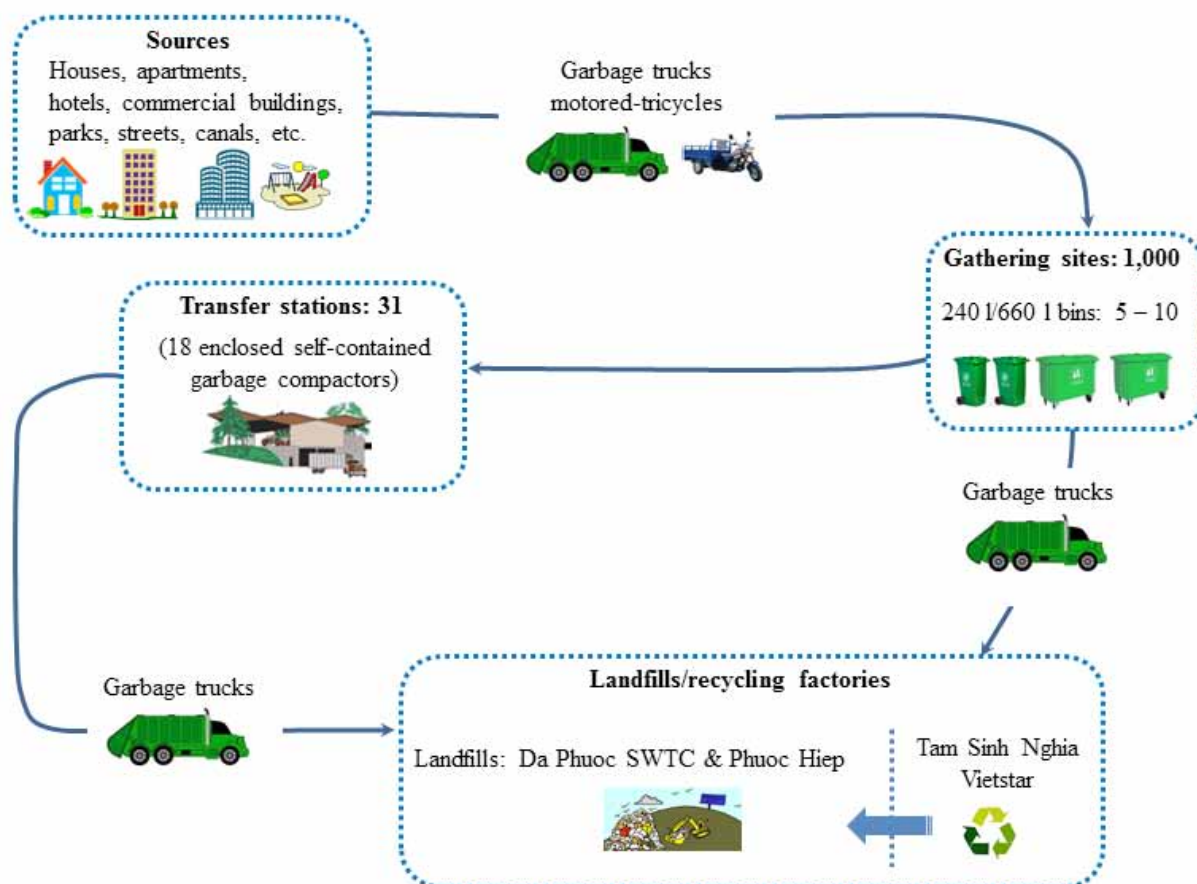 Sources
Houses, apartments,
hotels, commercial buildings,
parks, streets, canals, etc.
Garbage trucks
motored-tricycles
Gathering sites: 1,000
240 l/660 l bins: 5 – 10
Transfer stations: 31
(18 enclosed self-contained
garbage compactors)
Garbage trucks
Garbage trucks
Landfills/recycling factories
Landfills: Da Phuoc SWTC & Phuoc Hiep
Tam Sinh Nghia
Vietstar